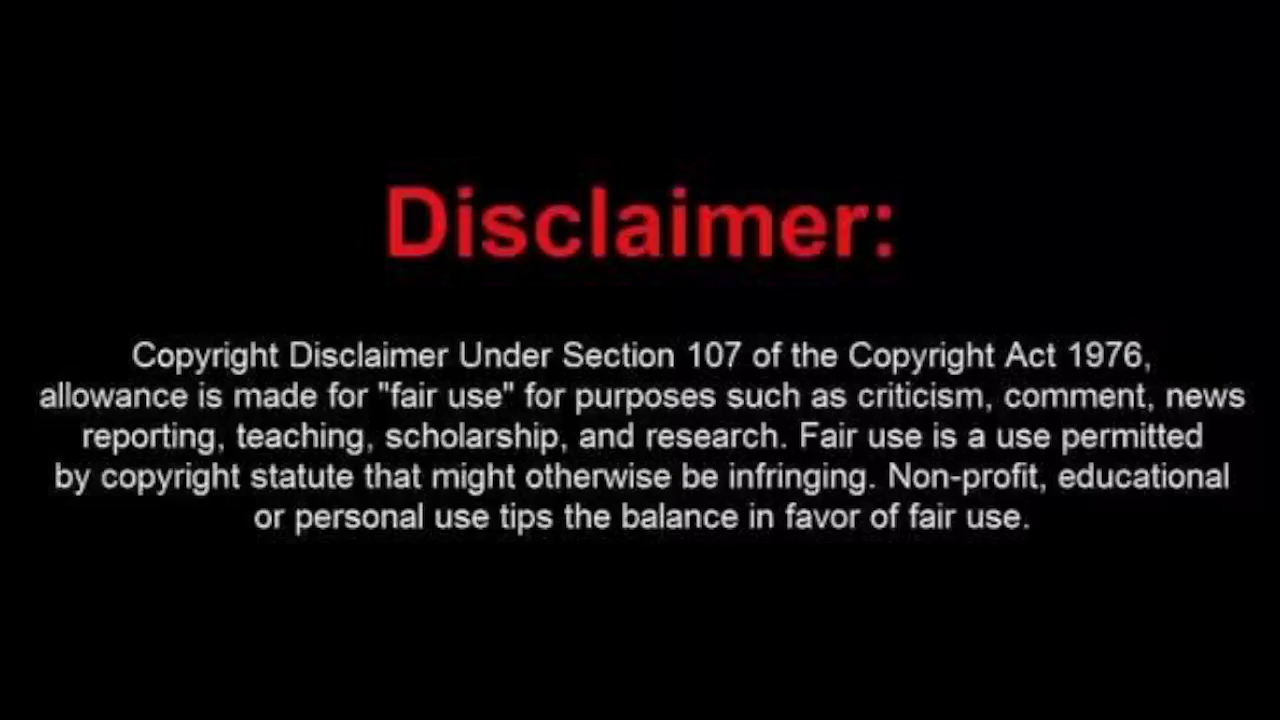 Disclaimer:
Copyright Disclaimer Under Section 107 of the Copyright Act 1976,
allowance is made for "fair use" for purposes such as criticism, comment, news
reporting, teaching, scholarship, and research. Fair use is a use permitted
by copyright statute that might otherwise be infringing. Non-profit, educational
or personal use tips the balance in favor of fair use.